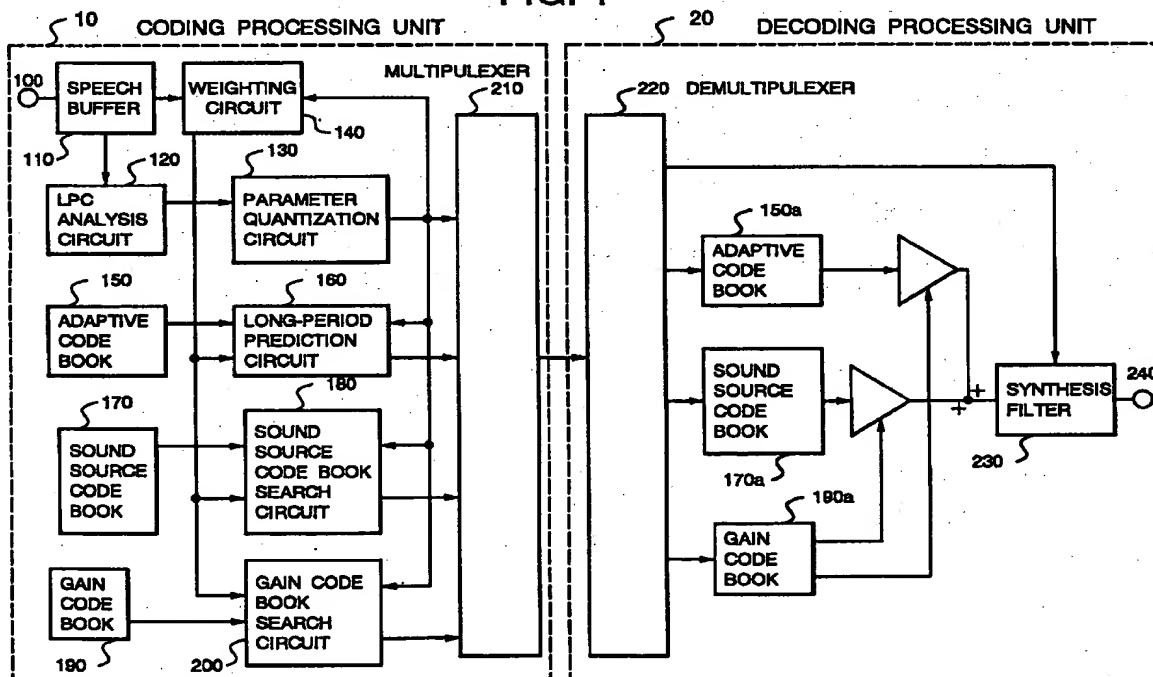 FIG. 1
10
CODING PROCESSING UNIT
20
DECODING PROCESSING UNIT
100
SPEECH
BUFFER
110
WEIGHTING
CIRCUIT
140
MULTIPULEXER
210
220 DEMULTIPULEXER
120
LPC
ANALYSIS
CIRCUIT
130
PARAMETER
QUANTIZATION
CIRCUIT
150
ADAPTIVE
CODE
BOOK
160
LONG-PERIOD
PREDICTION
CIRCUIT
170
SOUND
SOURCE
CODE
BOOK
180
SOUND
SOURCE
CODE BOOK
SEARCH
CIRCUIT
GAIN
CODE
BOOK
190
GAIN CODE
BOOK
SEARCH
CIRCUIT
200
150a
ADAPTIVE
CODE
BOOK
SOUND
SOURCE
CODE
BOOK
170a
190a
GAIN
CODE
BOOK
+
+
SYNTHESIS
FILTER
230
240